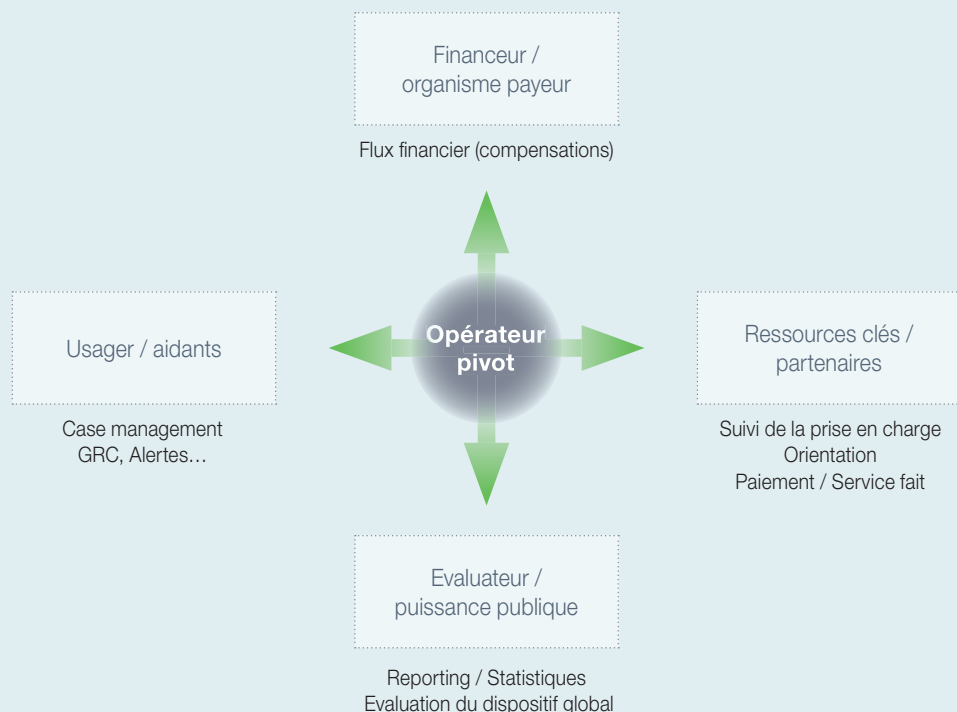 Financeur /
organisme payeur
Flux financier (compensations)
Usager / aidants
Case management
GRC, Alertes…
Opérateur
pivot
Ressources clés /
partenaires
Suivi de la prise en charge
Orientation
Paiement / Service fait
Evaluateur /
puissance publique
Reporting / Statistiques
Evaluation du dispositif global